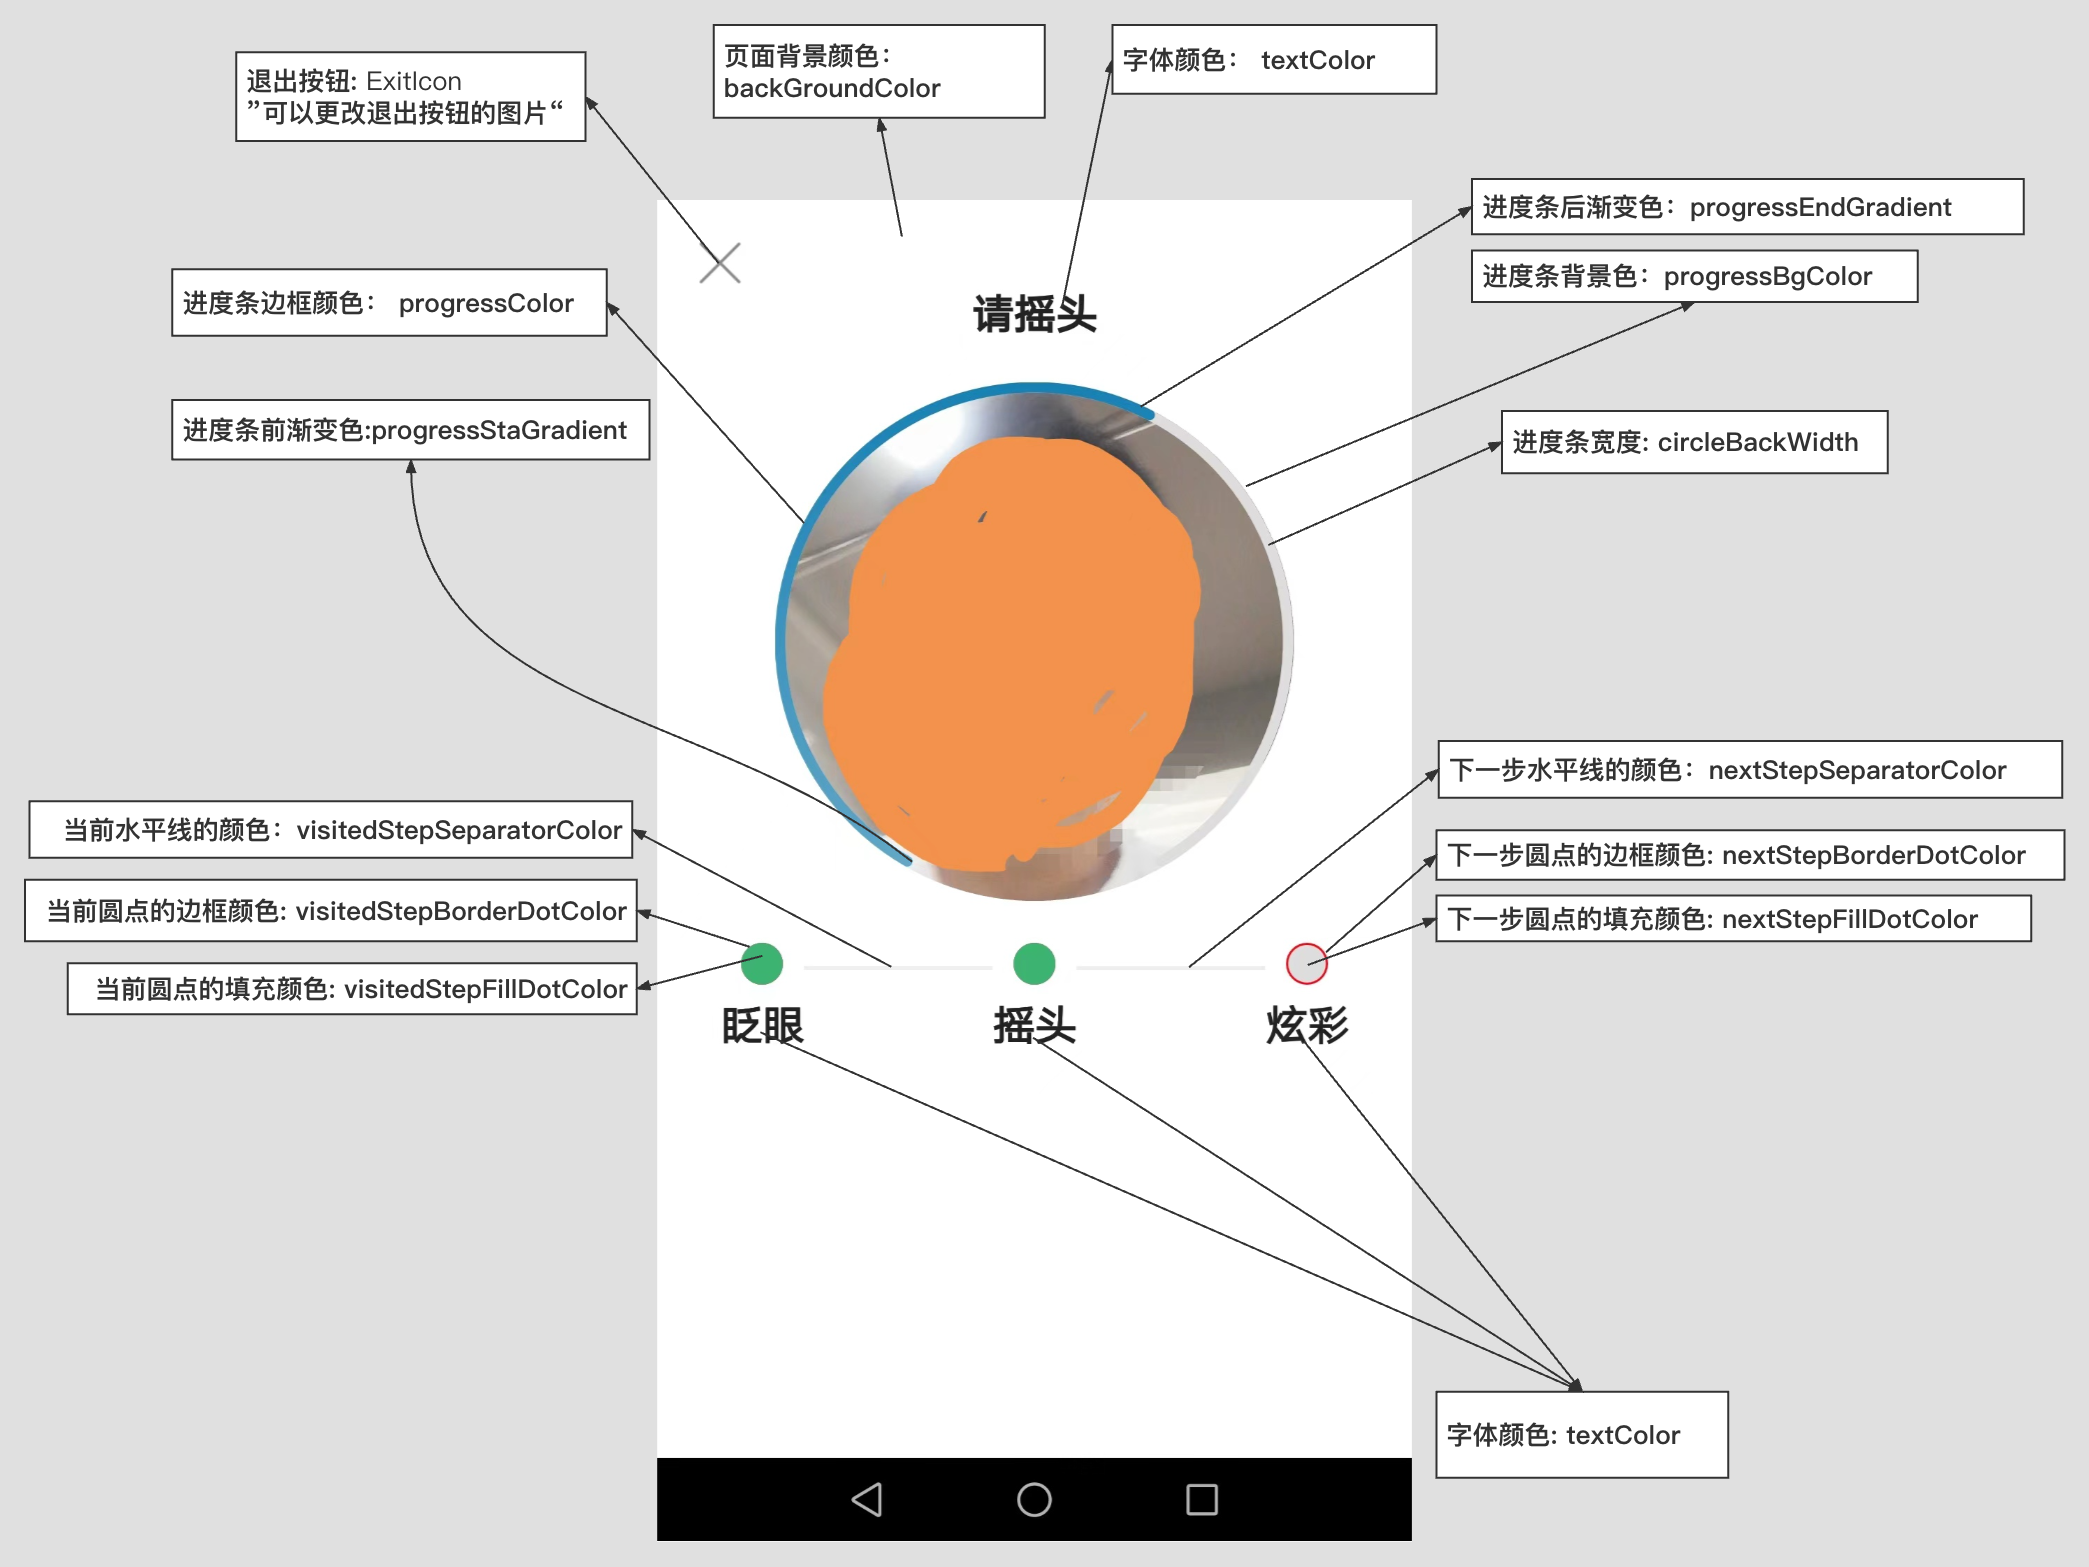 页面背景颜色：
backGroundColor
字体颜色： textColor
退出按钮: ExitIcon
”可以更改退出按钮的图片“
进度条后渐变色：progressEndGradient
进度条背景色：progressBgColor
进度条边框颜色： progressColor
请摇头
进度条前渐变色:progressStaGradient
进度条宽度: circleBackWidth
下一步水平线的颜色：nextStepSeparatorColor
当前水平线的颜色：visitedStepSeparatorColor
下一步圆点的边框颜色: nextStepBorderDotColor
当前圆点的边框颜色: visitedStepBorderDotColor
下一步圆点的填充颜色: nextStepFillDotColor
当前圆点的填充颜色: visitedStepFillDotColor
眨眼 摇头 炫彩
字体颜色: textColor